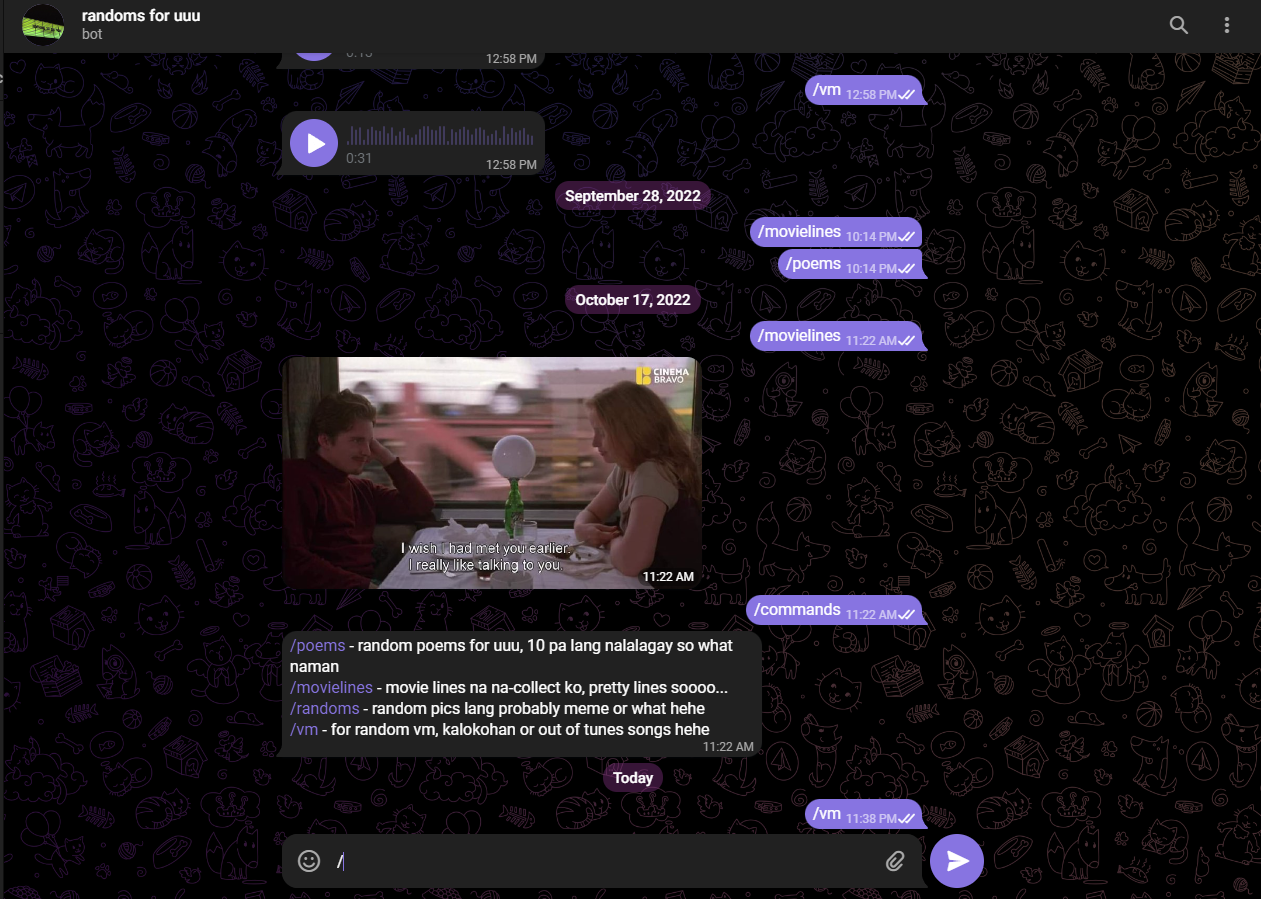 randoms for uuu
bot
12:58 PM
/vm 12:58 PM
0:31
12:58 PM
September 28, 2022
/movielines 10:14 PM
/poems 10:14 PM
October 17, 2022
/movielines 11:22 AM
CINEMA
BRAVO
I wish I had met you earlier.
I really like talking to you.
11:22 AM
/commands 11:22 AM
/poems - random poems for uuu, 10 pa lang nalalagay so what
naman
/movielines - movie lines na na-collect ko, pretty lines soooo...
/randoms - random pics lang probably meme or what hehe
/vm - for random vm, kalokohan or out of tunes songs hehe
11:22 AM
Today
/vm 11:38 PM
/